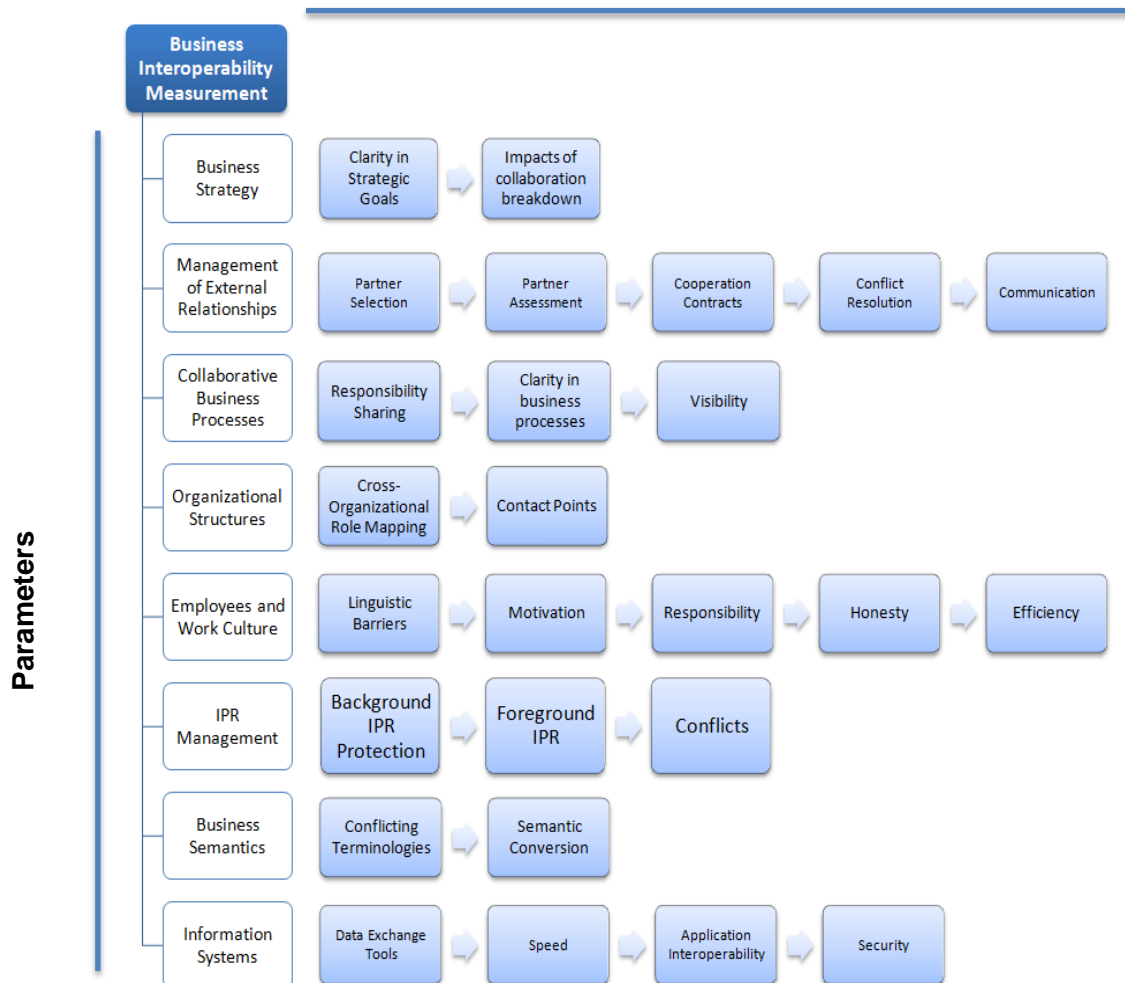 Business
Interoperability
Measurement
Parameters
Business
Strategy
Clarity in
Strategic
Goals
Impacts of
collaboration
breakdown
Management
of External
Relationships
Partner
Selection
Partner
Assessment
Cooperation
Contracts
Conflict
Resolution
Communication
Collaborative
Business
Processes
Responsibility
Sharing
Clarity in
business
processes
Visibility
Organizational
Structures
Cross-
Organizational
Role Mapping
Contact Points
Employees and
Work Culture
Linguistic
Barriers
Motivation
Responsibility
Honesty
Efficiency
IPR
Management
Background
IPR
Protection
Foreground
IPR
Conflicts
Business
Semantics
Conflicting
Terminologies
Semantic
Conversion
Information
Systems
Data Exchange
Tools
Speed
Application
Interoperability
Security